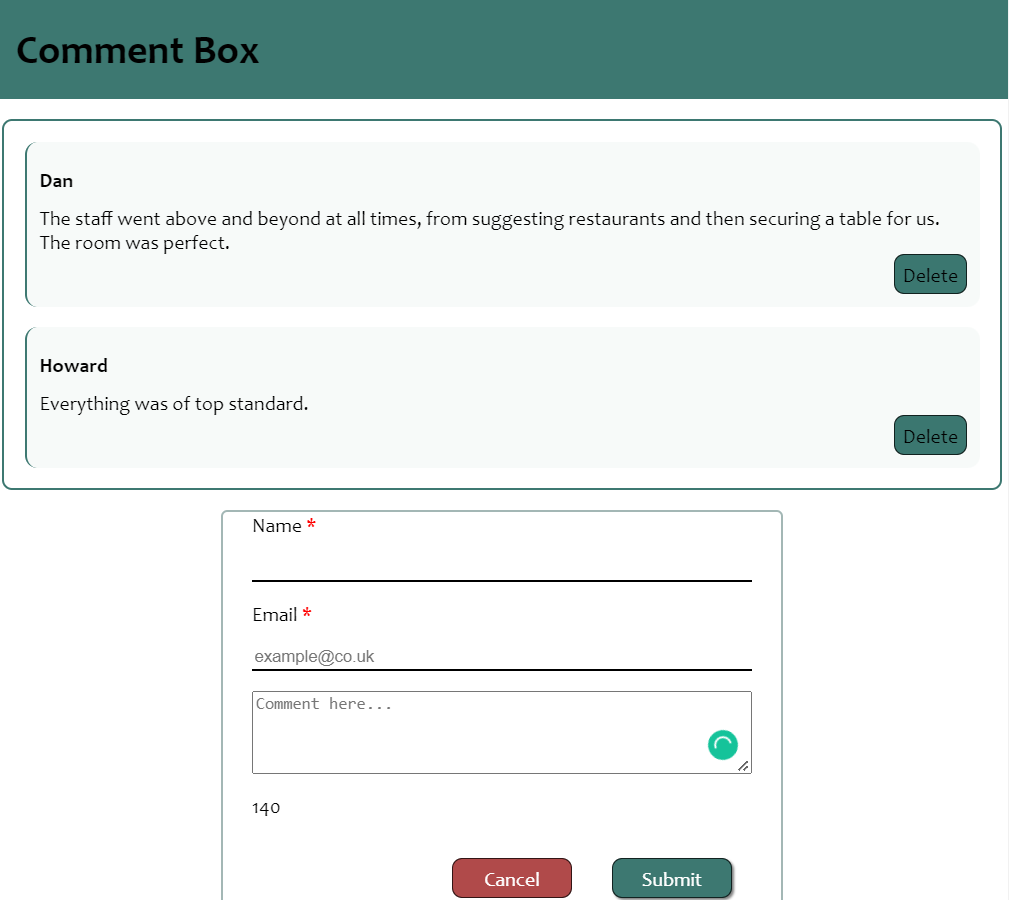 Comment Box
Dan
The staff went above and beyond at all times, from suggesting restaurants and then securing a table for us.
The room was perfect.
Delete
Howard
Everything was of top standard.
Delete
Name *
Email *
example@co.uk
Comment here...
140
Cancel Submit